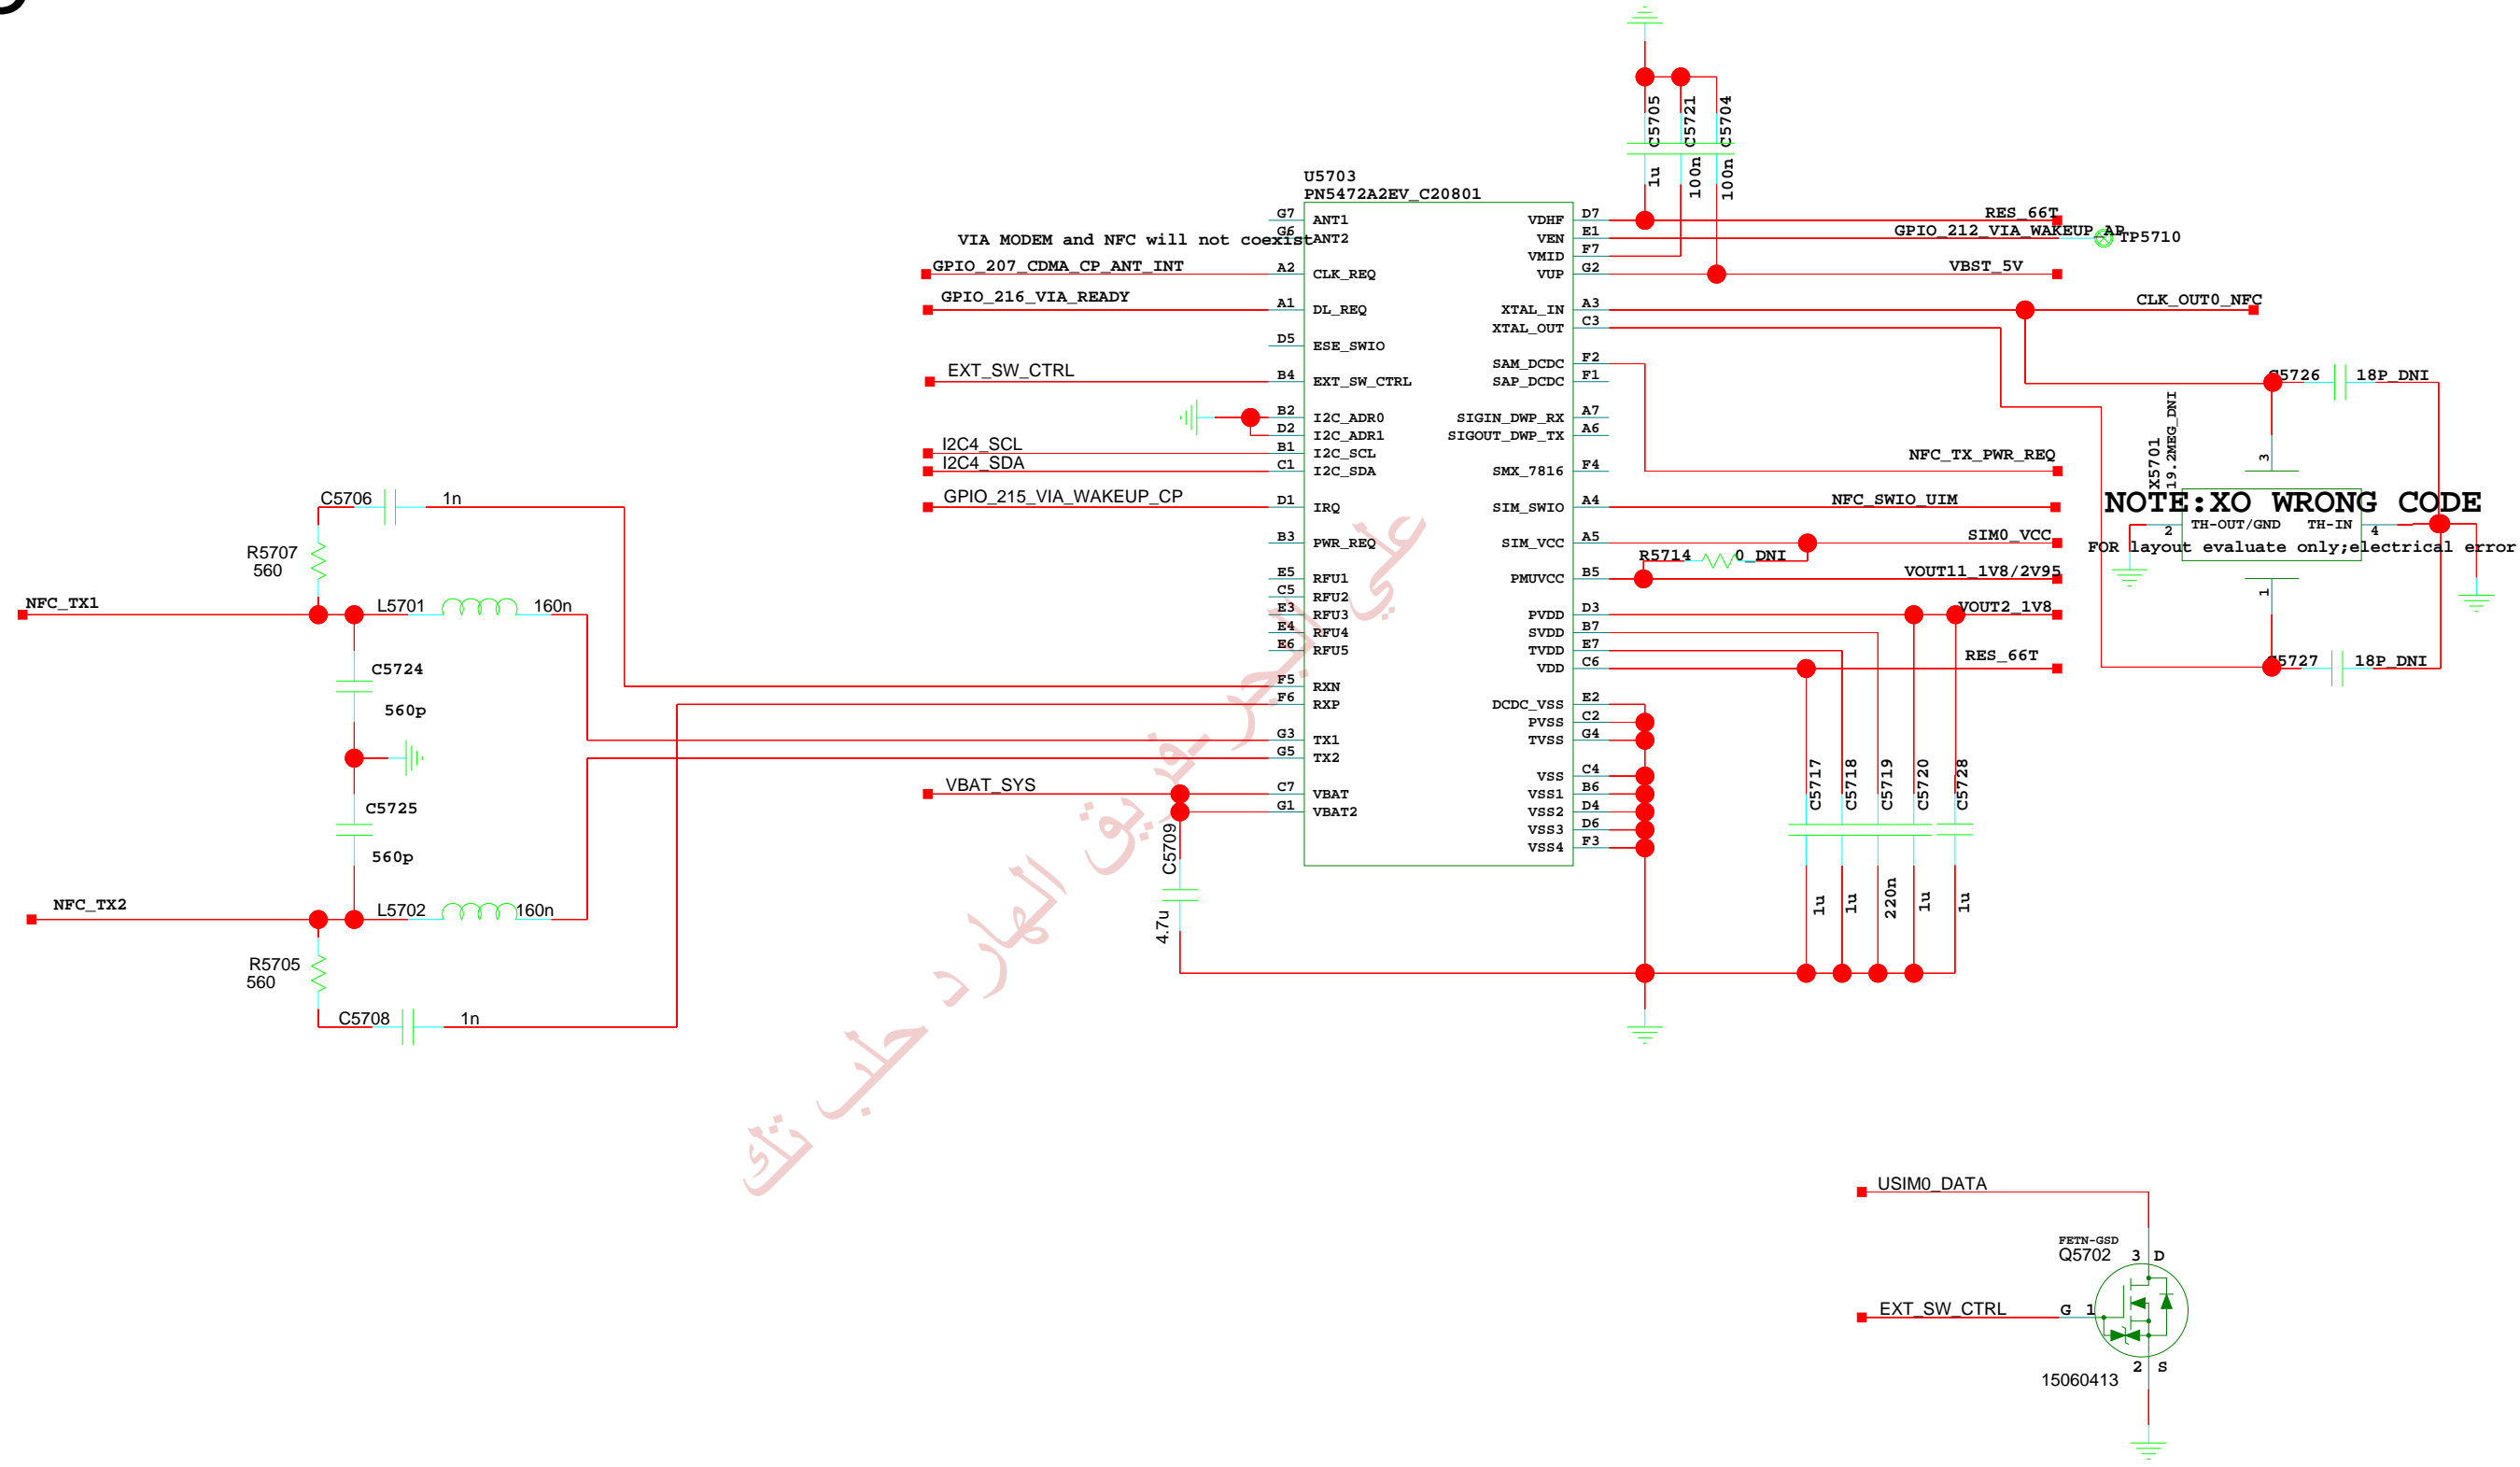 C5705
C5721
C5704
1u
100n
100n
U5703
PN5472A2EV_C20801
VIA MODEM and NFC will not coexist
G7 ANT1
G6 ANT2
GPIO_207_CDMA_CP_ANT_INT A2 CLK_REQ
GPIO_216_VIA_READY A1 DL_REQ
D5 ESE_SWIO
EXT_SW_CTRL B4 EXT_SW_CTRL
B2 I2C_ADR0
D2 I2C_ADR1
I2C4_SCL B1 I2C_SCL
I2C4_SDA C1 I2C_SDA
GPIO_215_VIA_WAKEUP_CP D1 IRQ
B3 PWR_REQ
E5 RFU1
C5 RFU2
E3 RFU3
E4 RFU4
E6 RFU5
F5 RXN
F6 RXP
G3 TX1
G5 TX2
VBAT_SYS C7 VBAT
G1 VBAT2
C5709
4.7u
VDHF D7 RES_66T
VEN E1 GPIO_212_VIA_WAKEUP_AP TP5710
VMID F7
VUP G2 VBST_5V
XTAL_IN A3 CLK_OUT0_NFC
XTAL_OUT C3
SAM_DCDC F2
SAP_DCDC F1
SIGIN_DWP_RX A7
SIGOUT_DWP_TX A6
SMX_7816 F4
NFC_TX_PWR_REQ
SIM_SWIO A4 NFC_SWIO_UIM
SIM_VCC A5 SIM0_VCC
R5714 0_DNI
PMUVCC B5 VOUT11_1V8/2V95
PVDD D3 VOUT2_1V8
SVDD B7
TVDD E7
VDD C6 RES_66T
DCDC_VSS E2
PVSS C2
TVSS G4
VSS C4
VSS1 B6
VSS2 D4
VSS3 D6
VSS4 F3
C5717
C5718
C5719
C5720
C5728
1u
1u
220n
1u
1u
C5726 18P_DNI
X5701
19.2MEG_DNI
3
NOTE:XO WRONG CODE
2 TH-OUT/GND TH-IN 4
FOR layout evaluate only;electrical error
1
C5727 18P_DNI
C5706 1n
R5707
560
NFC_TX1
L5701 160n
C5724
560p
C5725
560p
NFC_TX2
L5702 160n
R5705
560
C5708 1n
علي البحر-فريق الهارد حلب تك
USIM0_DATA
FETN-GSD
Q5702 3 D
EXT_SW_CTRL G 1
2 S
15060413